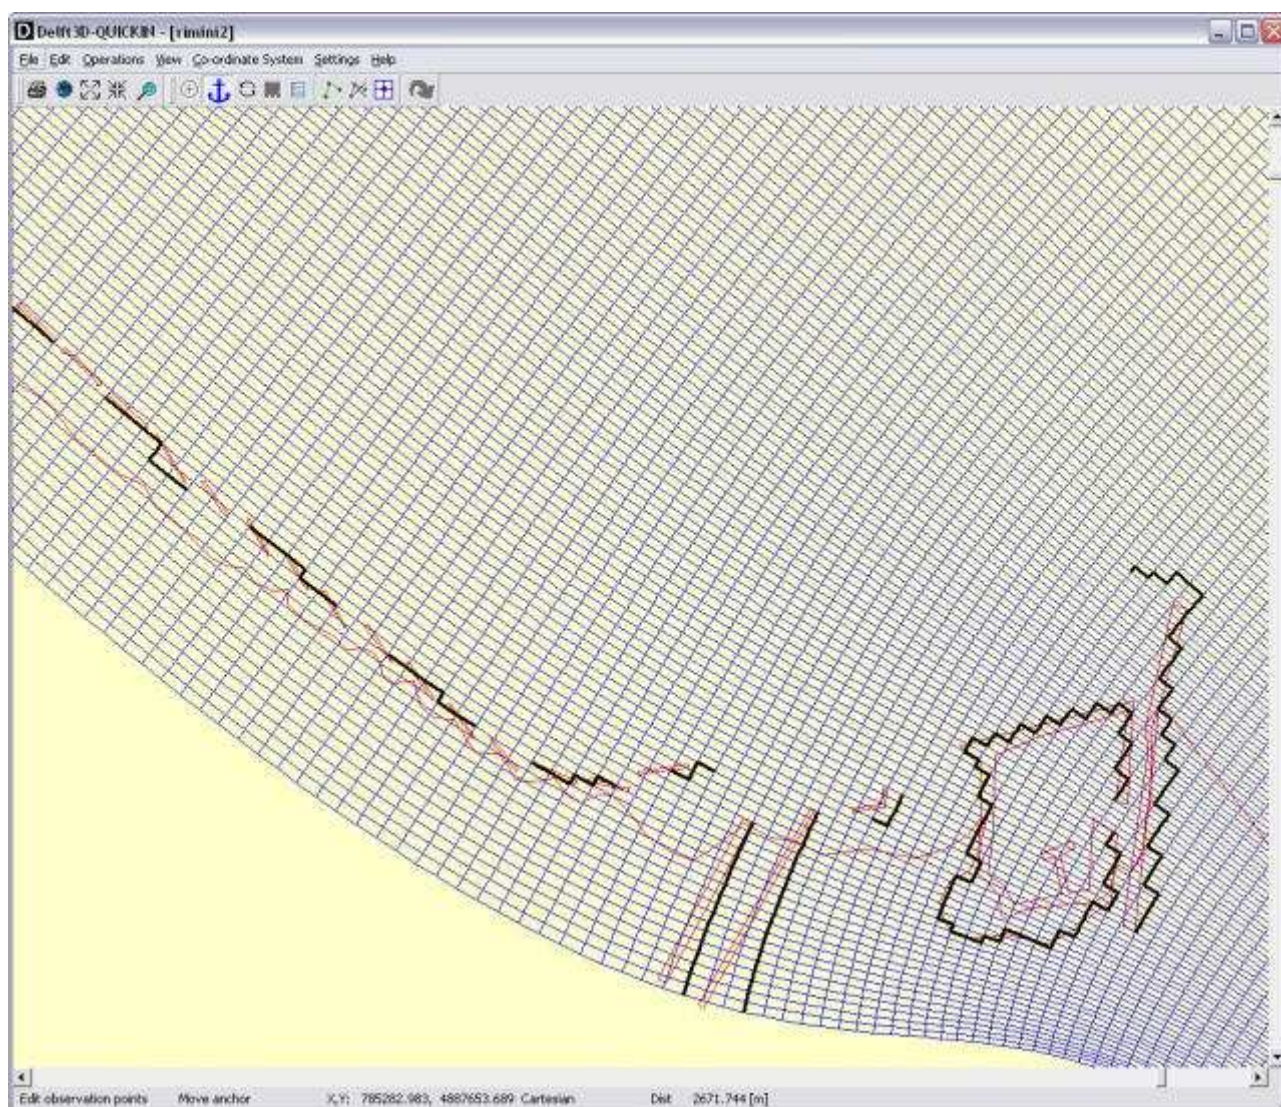 D Delft3D-QUICKIN - [rimini2]
File Edit Operations View Co-ordinate System Settings Help
Edit observation points Move anchor X,Y: 785282.983, 4887653.689 Cartesian Dist 2671.744 [m]